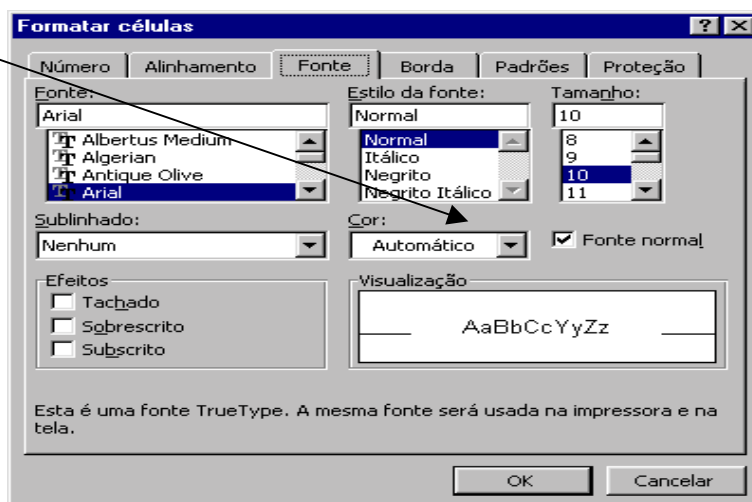 Formatar células
Número Alinhamento Fonte Borda Padrões Proteção
Fonte: Estilo da fonte: Tamanho:
Arial Normal 10
Albertus Medium Normal 8
Algerian Itálico 9
Antique Olive Negrito 10
Arial Negrito Itálico 11
Sublinhado: Cor:
Nenhum Automático Fonte normal
Efeitos Visualização
Tachado
Sobrescrito AaBbCcYyZz
Subscrito
Esta é uma fonte TrueType. A mesma fonte será usada na impressora e na
tela.
OK Cancelar